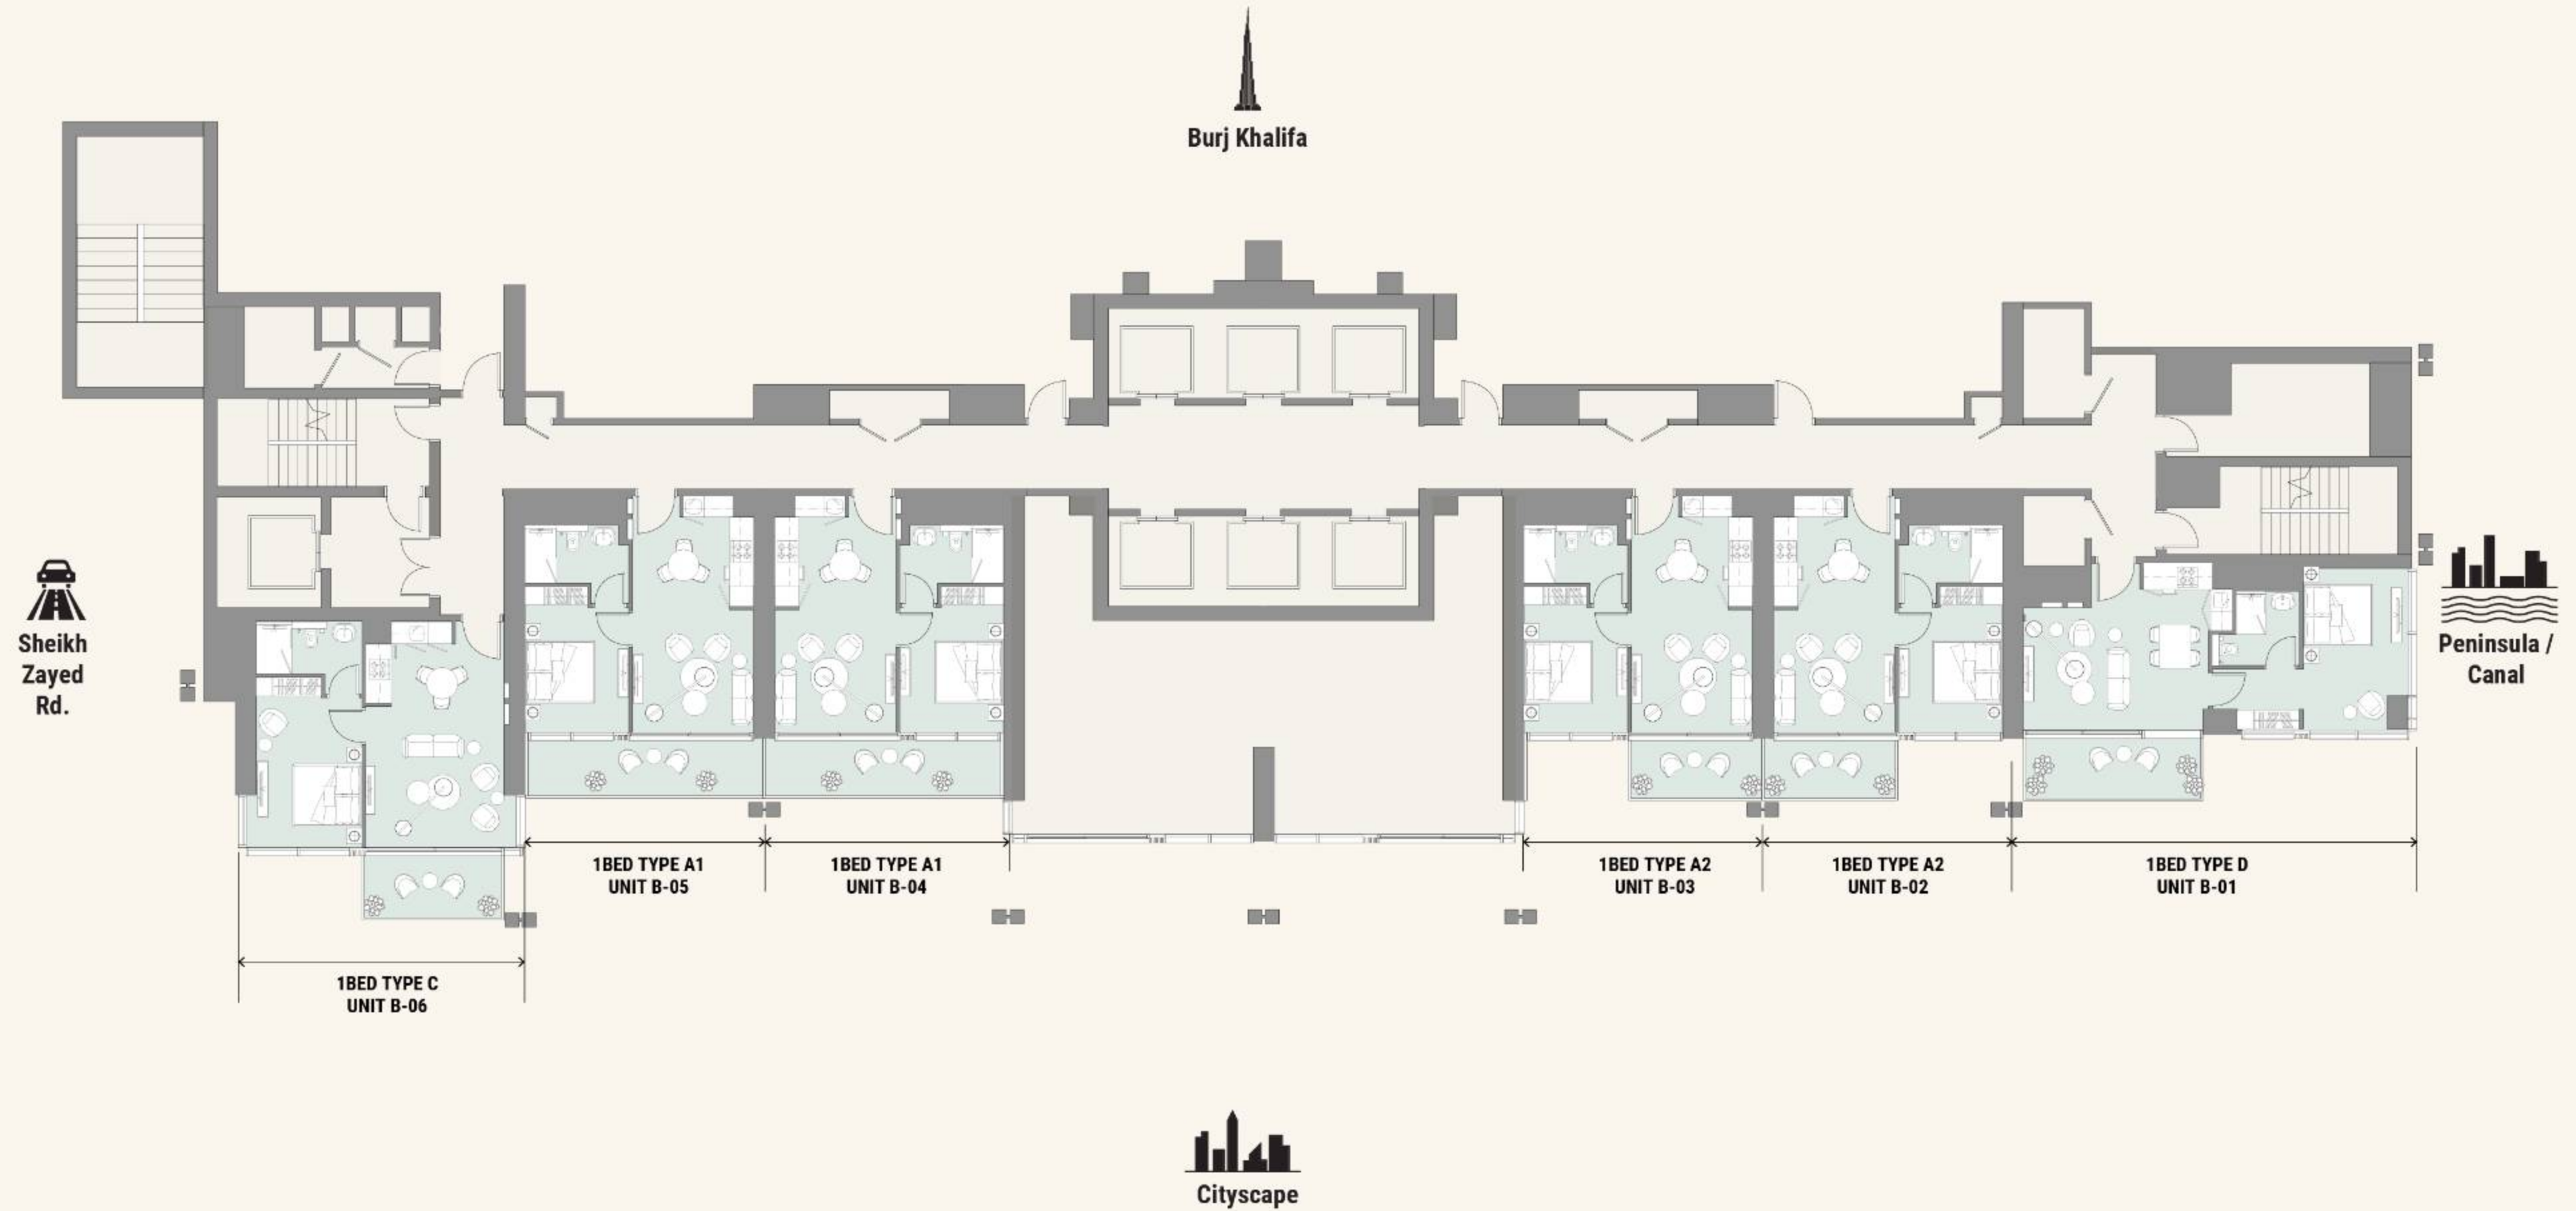 Burj Khalifa
Sheikh
Zayed
Rd.
Peninsula /
Canal
1BED TYPE A1
UNIT B-05
1BED TYPE A1
UNIT B-04
1BED TYPE A2
UNIT B-03
1BED TYPE A2
UNIT B-02
1BED TYPE D
UNIT B-01
1BED TYPE C
UNIT B-06
Cityscape